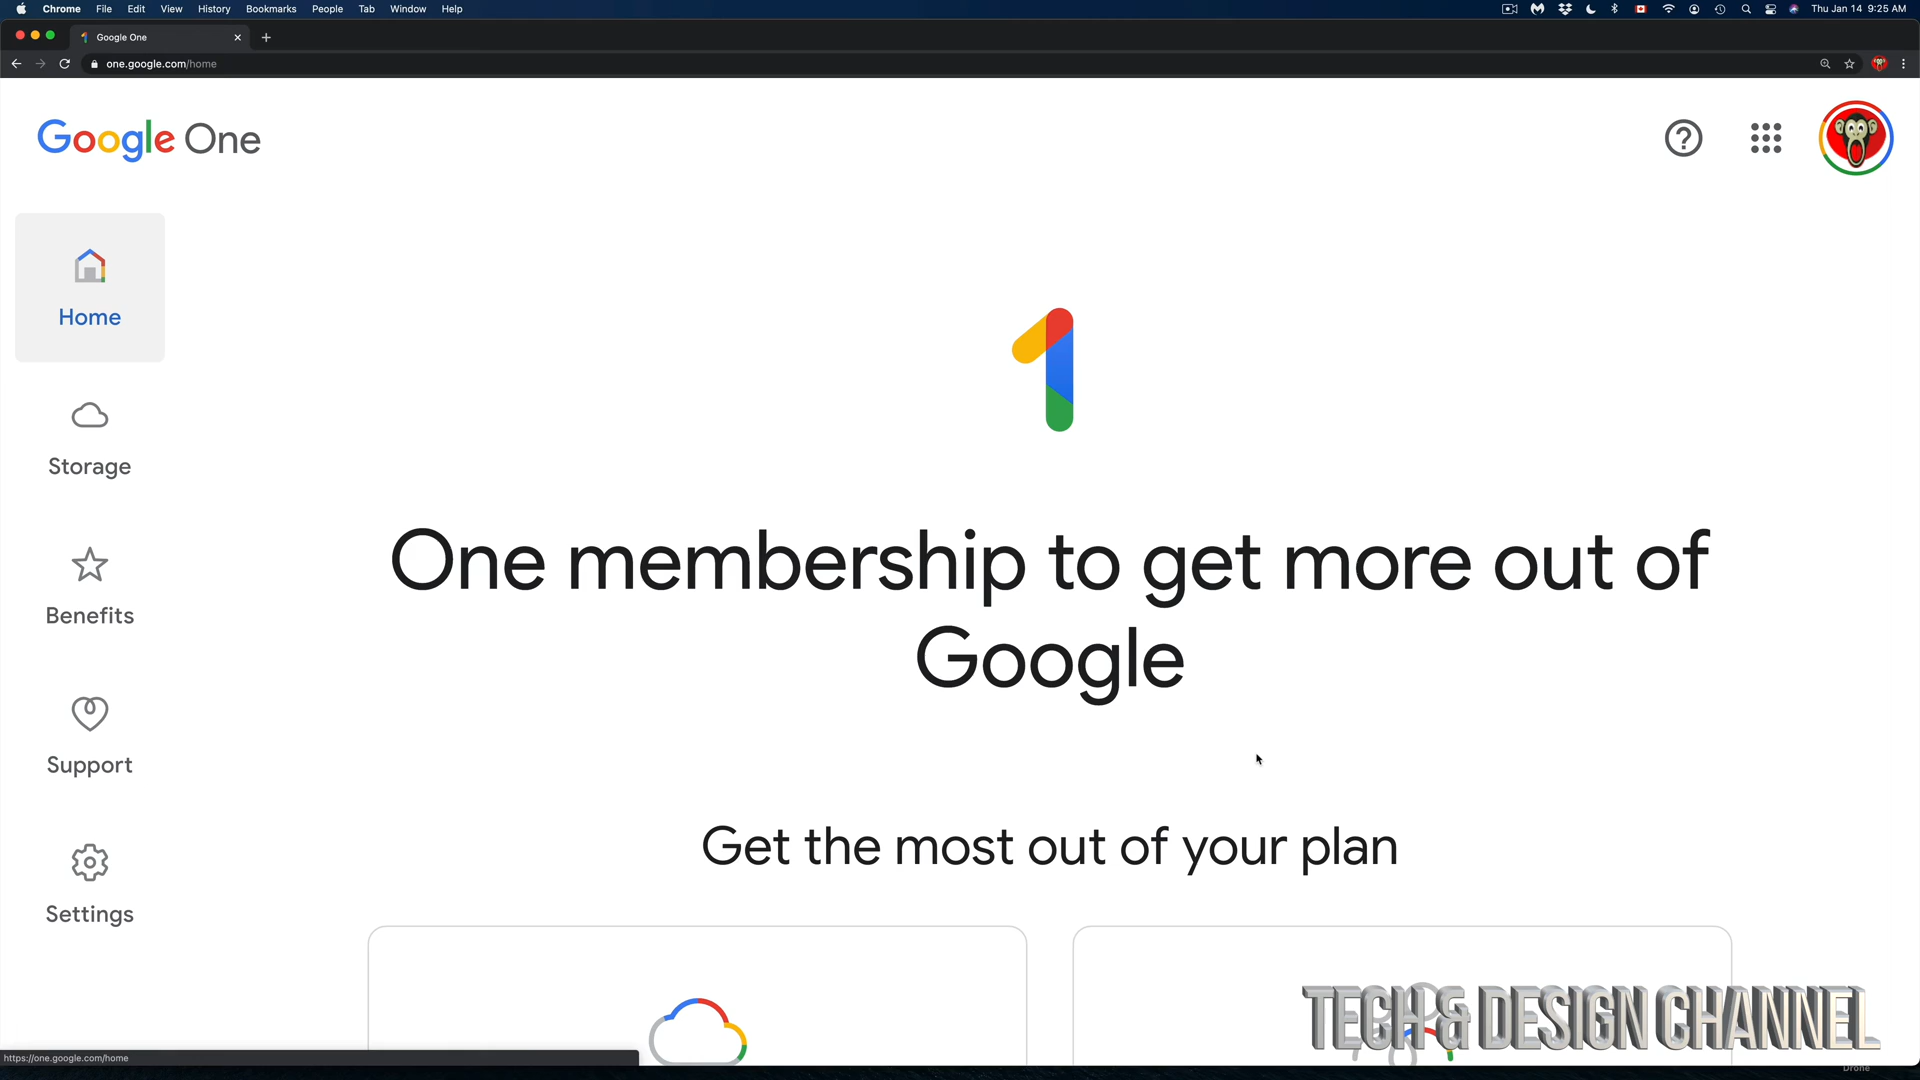 Chrome File Edit View History Bookmarks People Tab Window Help Thu Jan 14 9:25 AM
Google One
one.google.com/home
Google One
Home
Storage
Benefits
Support
Settings
One membership to get more out of
Google
Get the most out of your plan
TECH & DESIGN CHANNEL
https://one.google.com/home
Drone